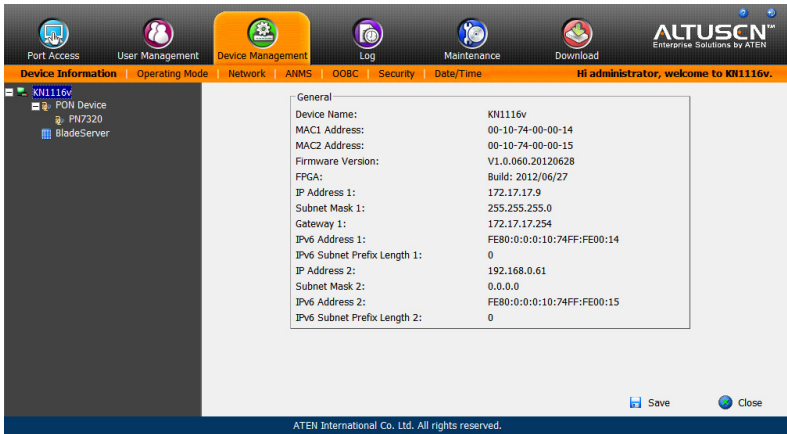 Port Access
User Management
Device Management
Log
Maintenance
Download
ALTUSEN™
Enterprise Solutions by ATEN
Device Information | Operating Mode | Network | ANMS | OOBC | Security | Date/Time
Hi administrator, welcome to KN1116v.
KN1116v
PON Device
PN7320
BladeServer
General
Device Name: KN1116v
MAC1 Address: 00-10-74-00-00-14
MAC2 Address: 00-10-74-00-00-15
Firmware Version: V1.0.060.20120628
FPGA: Build: 2012/06/27
IP Address 1: 172.17.17.9
Subnet Mask 1: 255.255.255.0
Gateway 1: 172.17.17.254
IPv6 Address 1: FE80:0:0:0:10:74FF:FE00:14
IPv6 Subnet Prefix Length 1: 0
IP Address 2: 192.168.0.61
Subnet Mask 2: 0.0.0.0
IPv6 Address 2: FE80:0:0:0:10:74FF:FE00:15
IPv6 Subnet Prefix Length 2: 0
Save
Close
ATEN International Co. Ltd. All rights reserved.